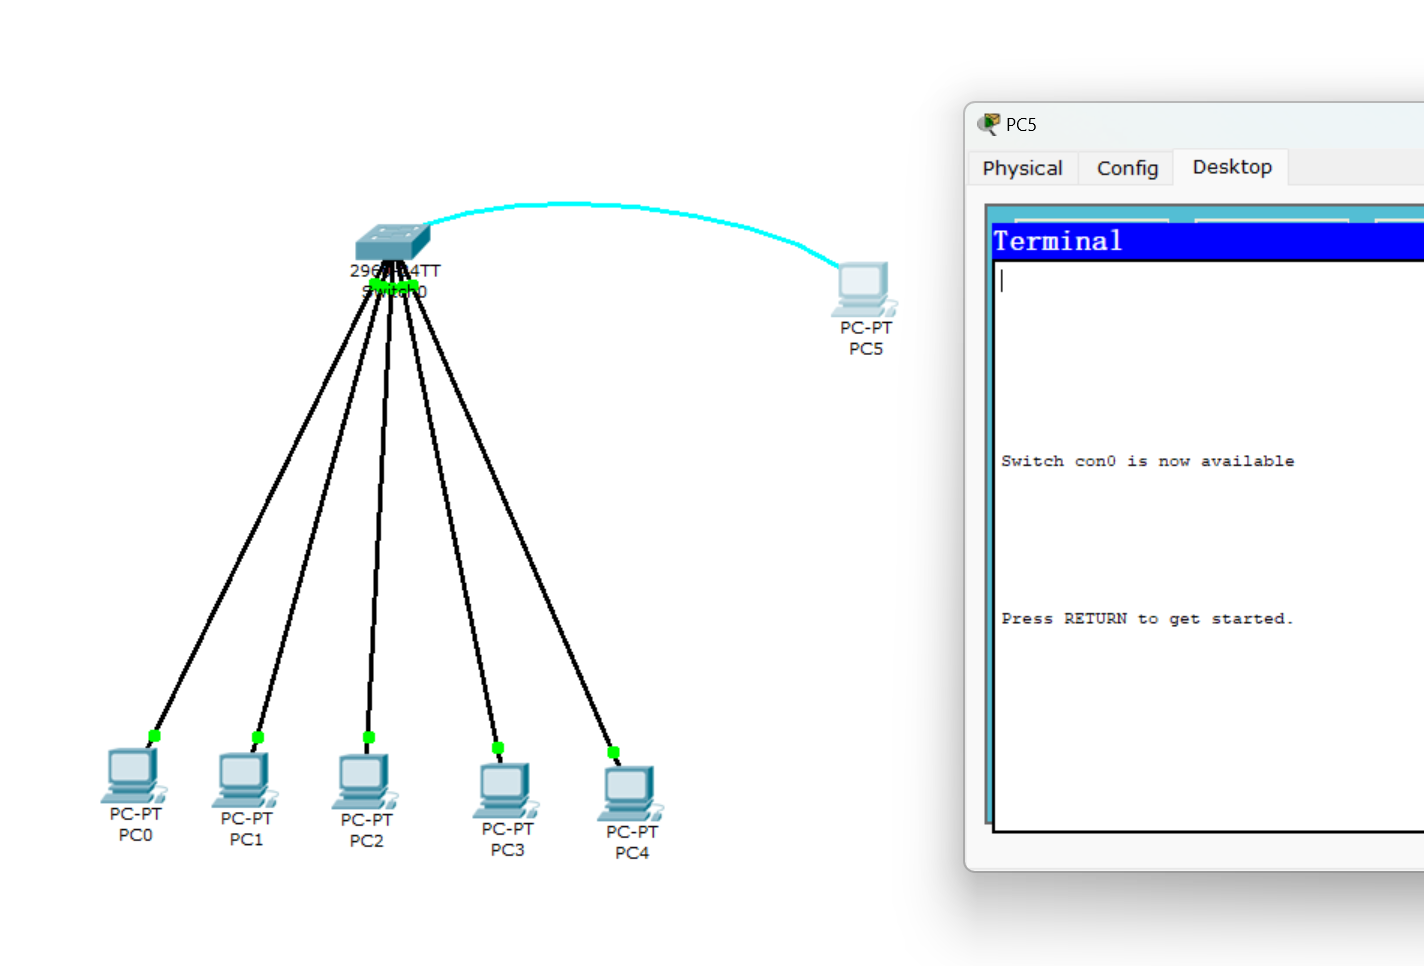 PC5
Physical
Config
Desktop
Terminal
Switch con0 is now available
Press RETURN to get started.
Switch0
PC-PT
PC5
PC-PT
PC0
PC-PT
PC1
PC-PT
PC2
PC-PT
PC3
PC-PT
PC4